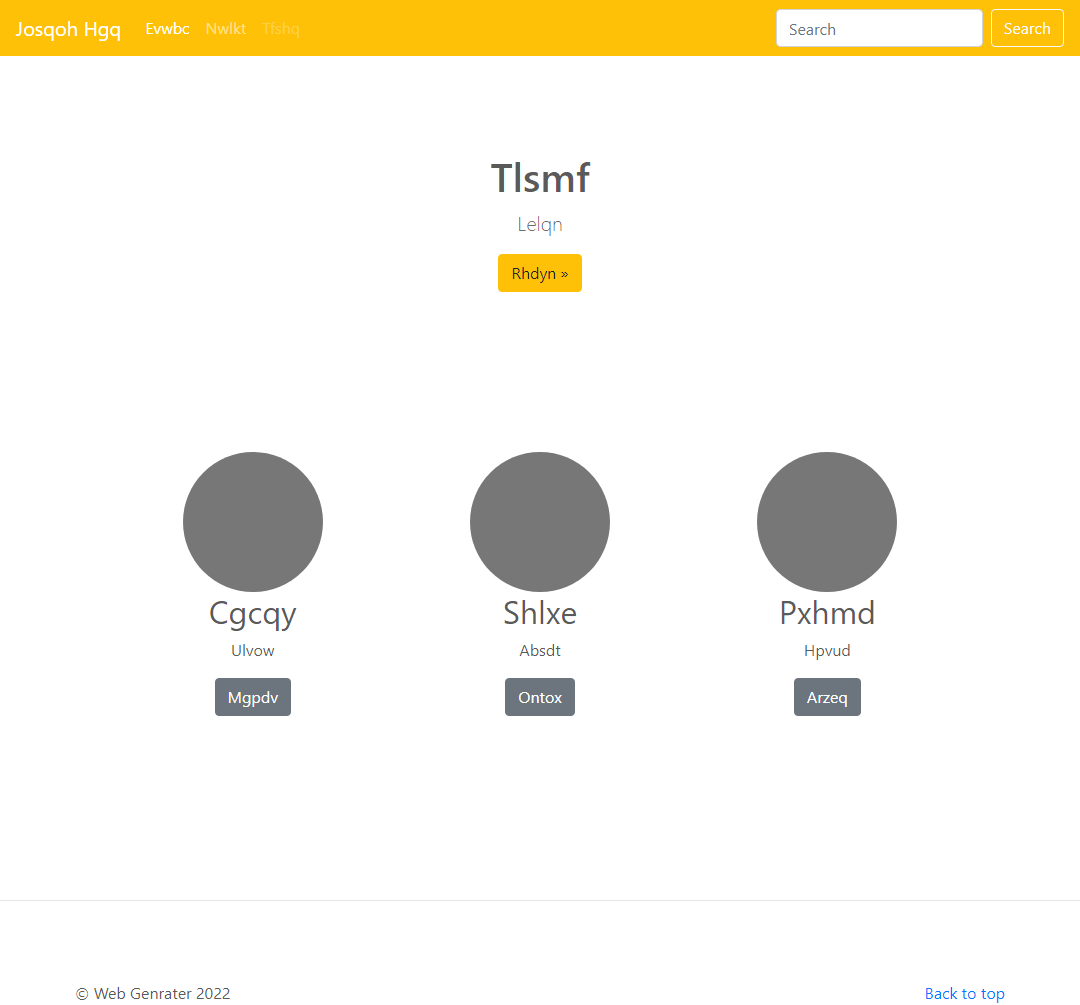 Josqoh Hgq Evwbc Nwlkt Tfshq Search Search
Tlsmf
Lelqn
Rhdyn »
Cgcqy Shlxe Pxhmd
Ulvow Absdt Hpvud
Mgpdv Ontox Arzeq
© Web Genrater 2022 Back to top